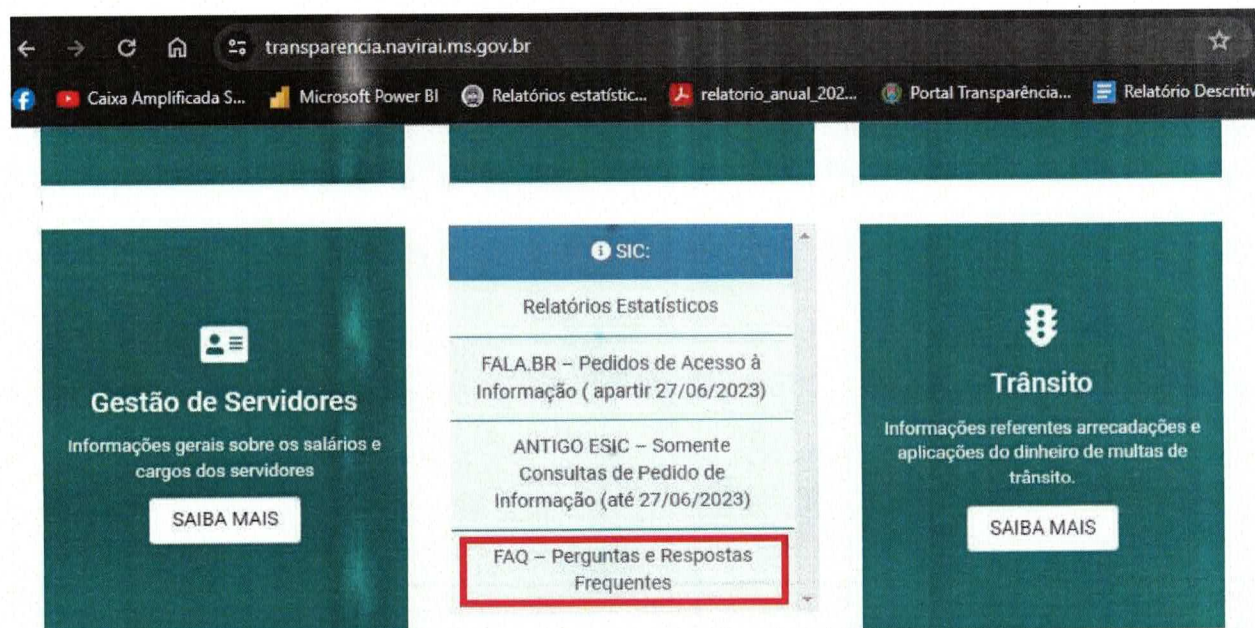 transparencia.navirai.ms.gov.br
Caixa Amplificada S...
Microsoft Power BI
Relatórios estatístic...
relatorio_anual_202...
Portal Transparência...
Relatório Descritiv
Gestão de Servidores
Informações gerais sobre os salários e
cargos dos servidores
SAIBA MAIS
SIC:
Relatórios Estatísticos
FALA.BR – Pedidos de Acesso à
Informação ( apartir 27/06/2023)
ANTIGO ESIC – Somente
Consultas de Pedido de
Informação (até 27/06/2023)
FAQ – Perguntas e Respostas
Frequentes
Trânsito
Informações referentes arrecadações e
aplicações do dinheiro de multas de
trânsito.
SAIBA MAIS